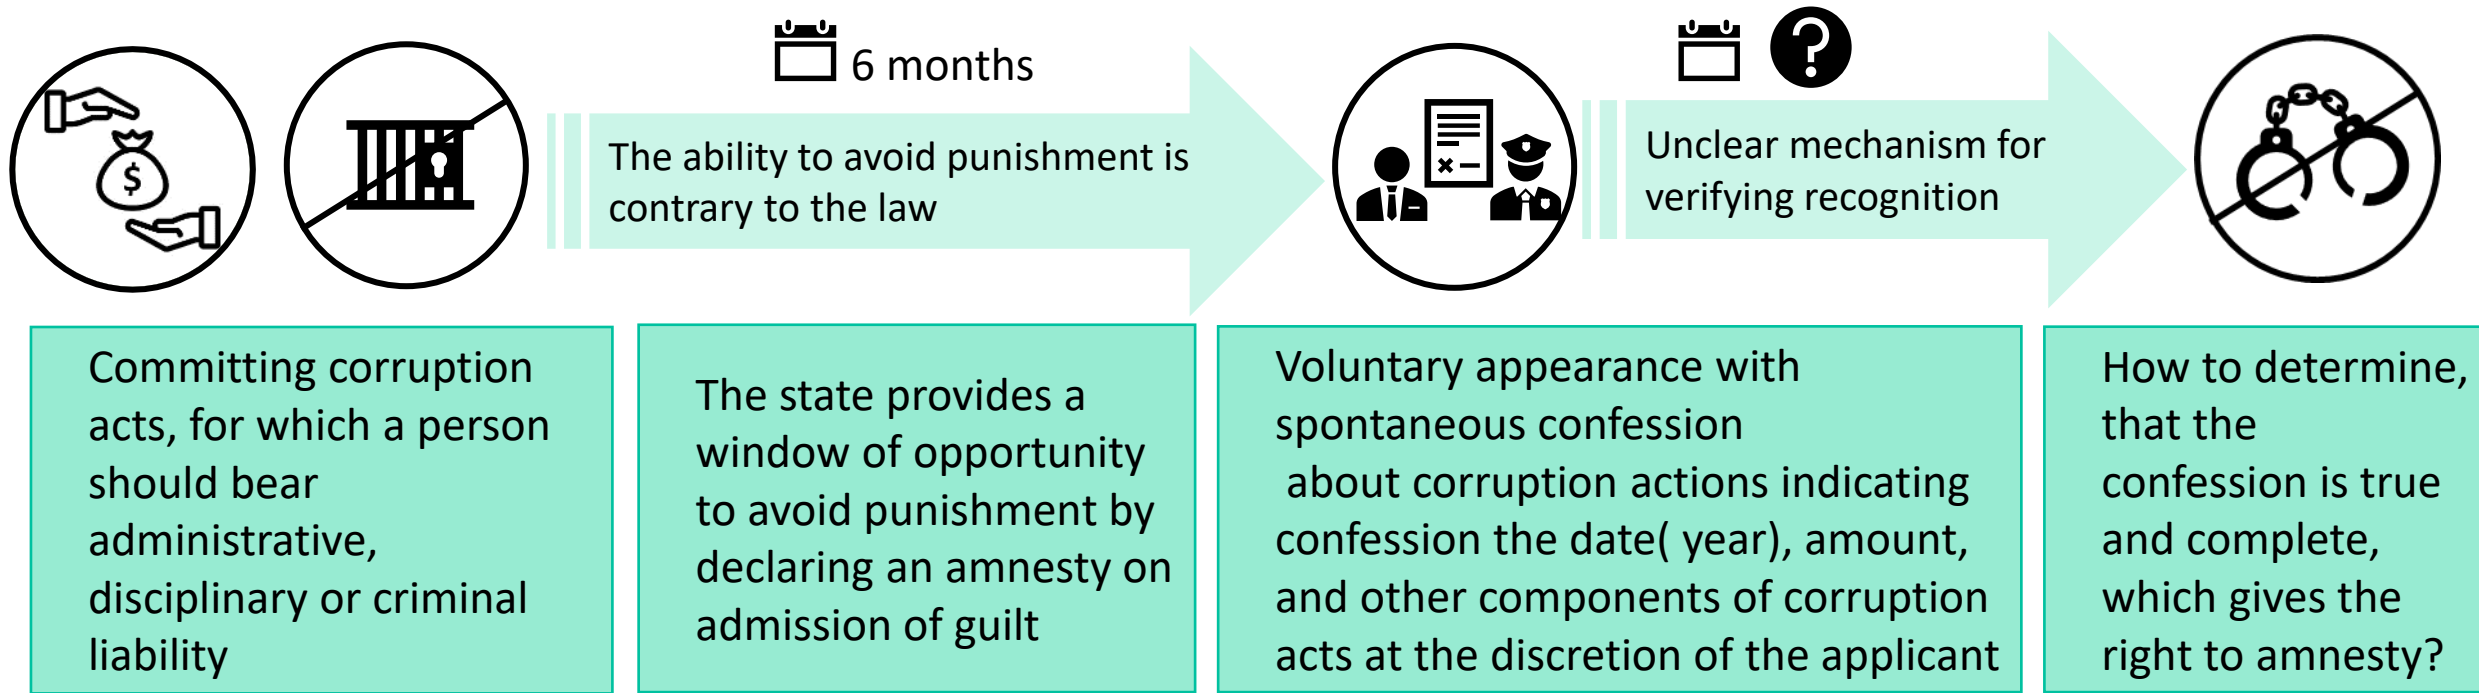 6 months
The ability to avoid punishment is
contrary to the law
?
Unclear mechanism for
verifying recognition
$
Committing corruption
acts, for which a person
should bear
administrative,
disciplinary or criminal
liability
The state provides a
window of opportunity
to avoid punishment by
declaring an amnesty on
admission of guilt
Voluntary appearance with
spontaneous confession
about corruption actions indicating
confession the date( year), amount,
and other components of corruption
acts at the discretion of the applicant
How to determine,
that the
confession is true
and complete,
which gives the
right to amnesty?